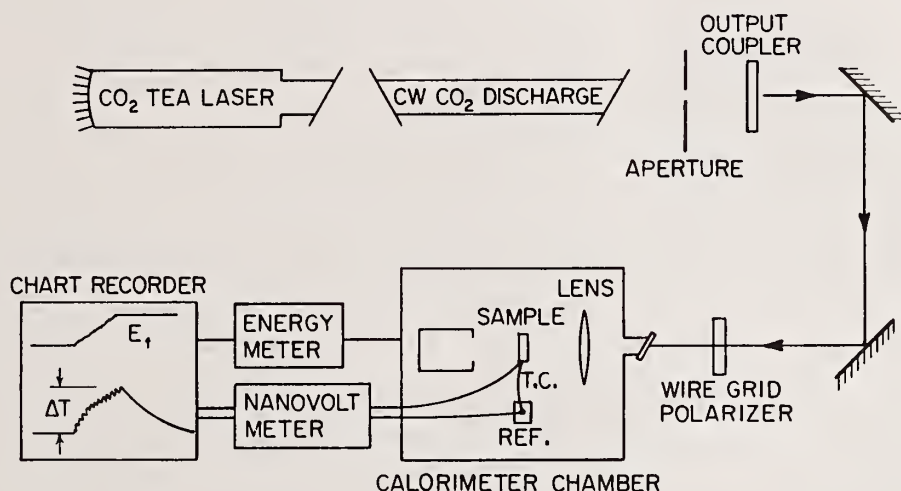 OUTPUT
COUPLER
CO₂ TEA LASER
CW CO₂ DISCHARGE
APERTURE
CHART RECORDER
E₁
ΔT
ENERGY
METER
NANOVOLT
METER
LENS
SAMPLE
T.C.
REF.
WIRE GRID
POLARIZER
CALORIMETER CHAMBER